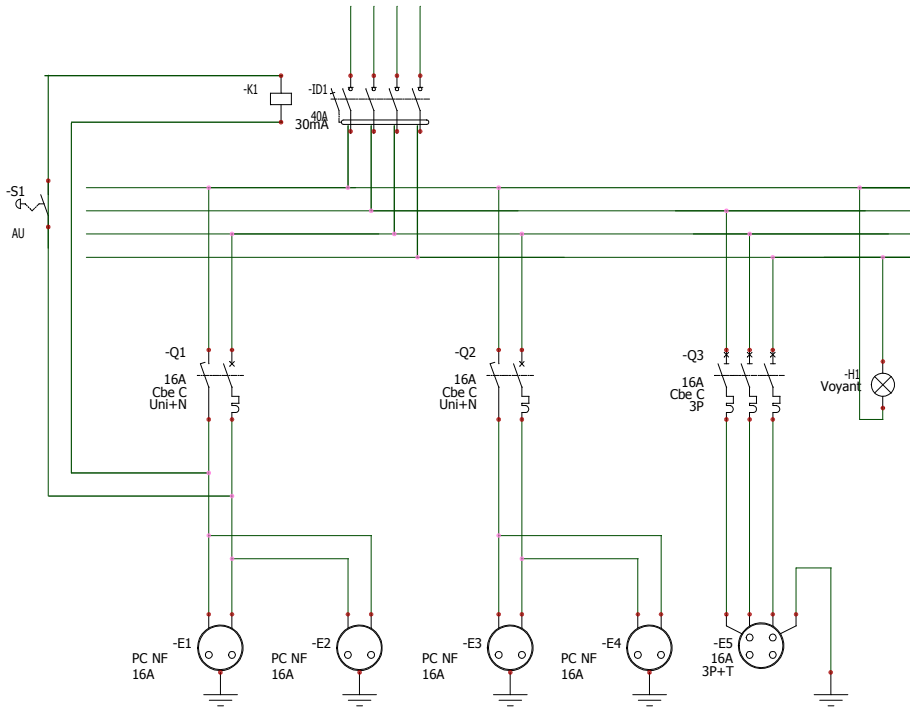 -K1
-ID1
40A
30mA
-S1
AU
-Q1
16A
Cbe C
Uni+N
-Q2
16A
Cbe C
Uni+N
-Q3
16A
Cbe C
3P
-H1
Voyant
-E1
PC NF
16A
-E2
PC NF
16A
-E3
PC NF
16A
-E4
PC NF
16A
-E5
16A
3P+T